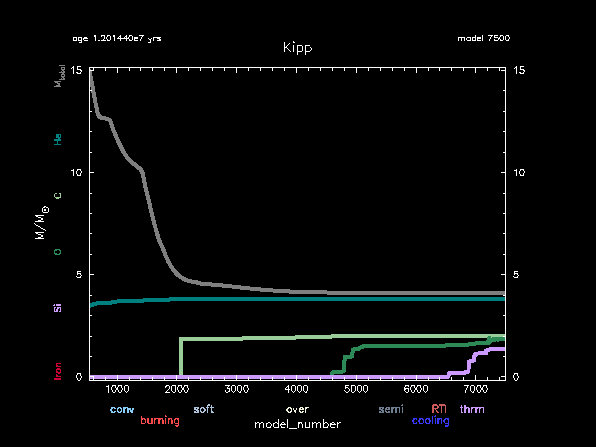 age 1.201440e7 yrs
model 7500
Kipp
M_total
He
C
O
Si
Iron
M/M☉
15
10
5
0
15
10
5
0
1000 2000 3000 4000 5000 6000 7000
conv soft over semi RTI thrm
burning cooling
model_number